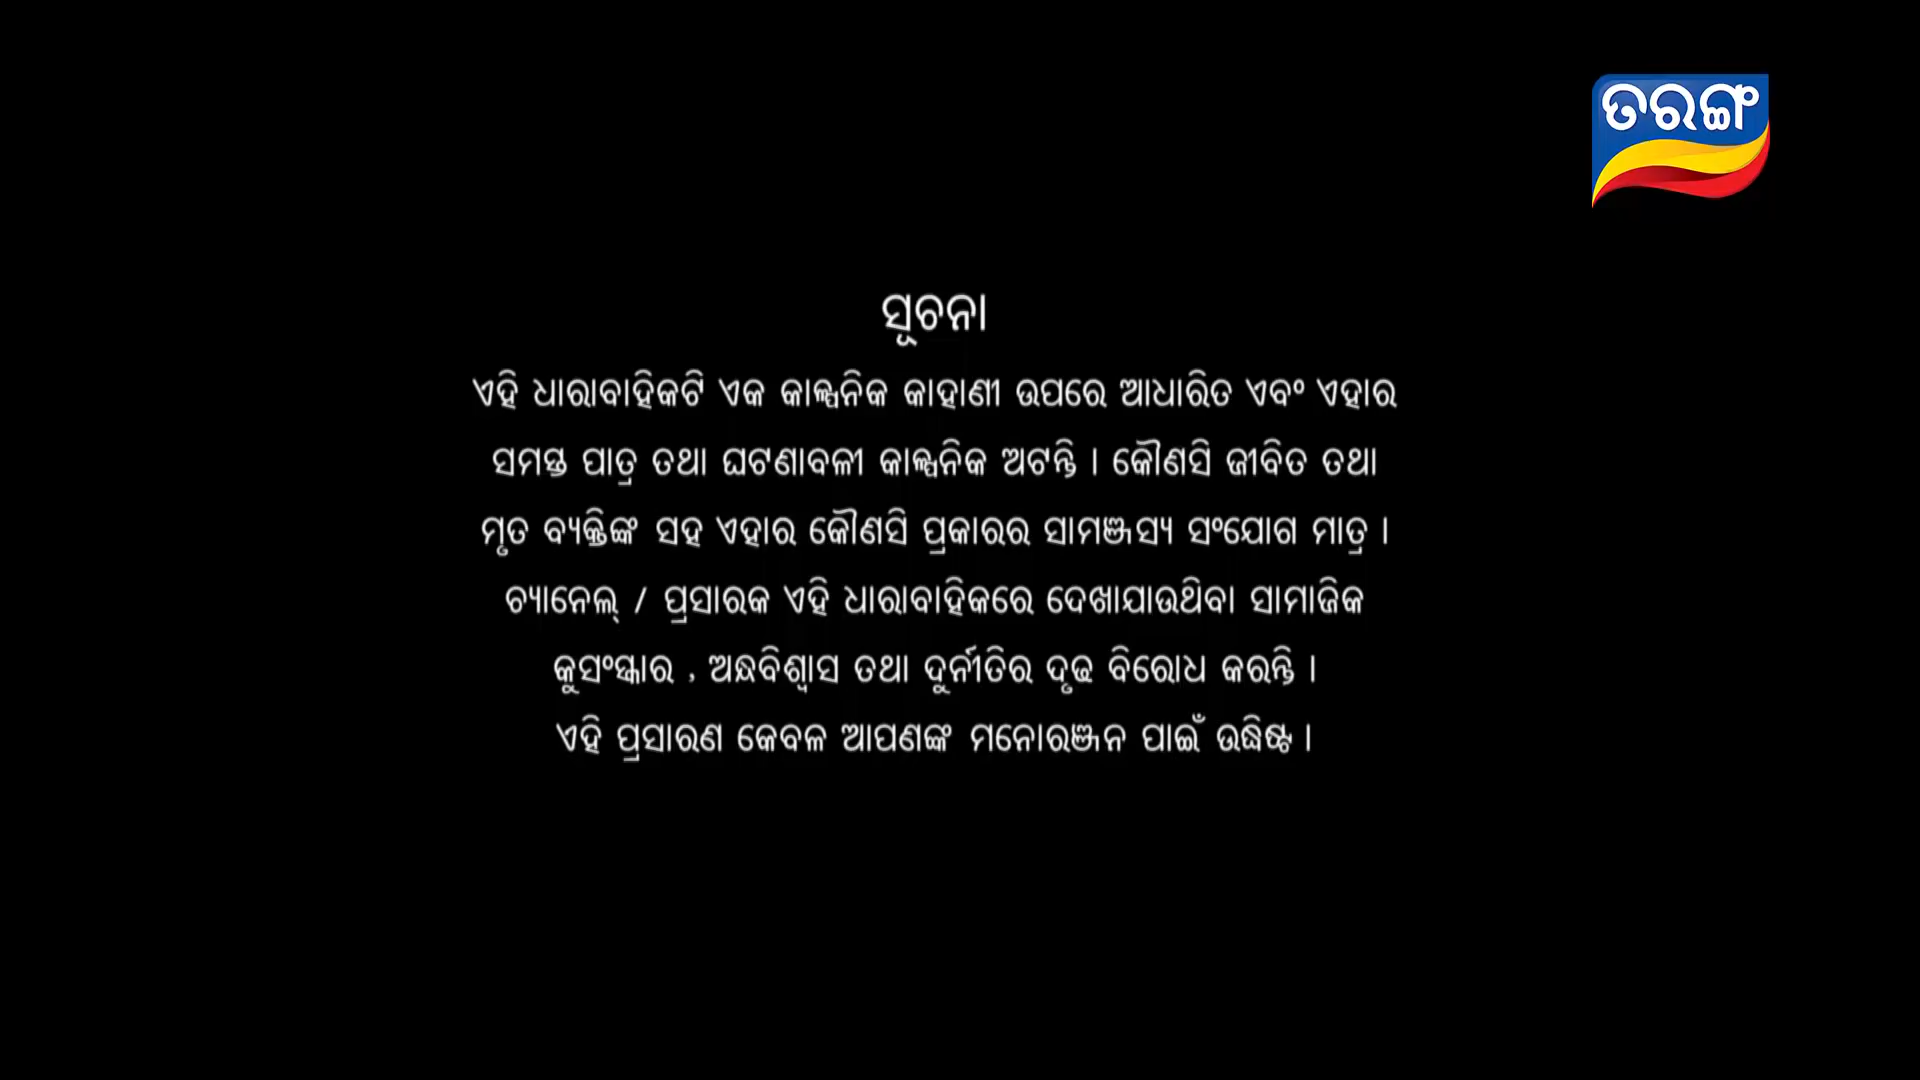 ତରଙ୍ଗ
ସୂଚନା
ଏହି ଧାରାବାହିକଟି ଏକ କାଳ୍ପନିକ କାହାଣୀ ଉପରେ ଆଧାରିତ ଏବଂ ଏହାର
ସମସ୍ତ ପାତ୍ର ତଥା ଘଟଣାବଳୀ କାଳ୍ପନିକ ଅଟନ୍ତି । କୌଣସି ଜୀବିତ ତଥା
ମୃତ ବ୍ୟକ୍ତିଙ୍କ ସହ ଏହାର କୌଣସି ପ୍ରକାରର ସାମଞ୍ଜସ୍ୟ ସଂଯୋଗ ମାତ୍ର ।
ଚ୍ୟାନେଲ୍ / ପ୍ରସାରକ ଏହି ଧାରାବାହିକରେ ଦେଖାଯାଉଥିବା ସାମାଜିକ
କୁସଂସ୍କାର , ଅନ୍ଧବିଶ୍ୱାସ ତଥା ଦୁର୍ନୀତିର ଦୃଢ ବିରୋଧ କରନ୍ତି ।
ଏହି ପ୍ରସାରଣ କେବଳ ଆପଣଙ୍କ ମନୋରଞ୍ଜନ ପାଇଁ ଉଦ୍ଧିଷ୍ଟ ।